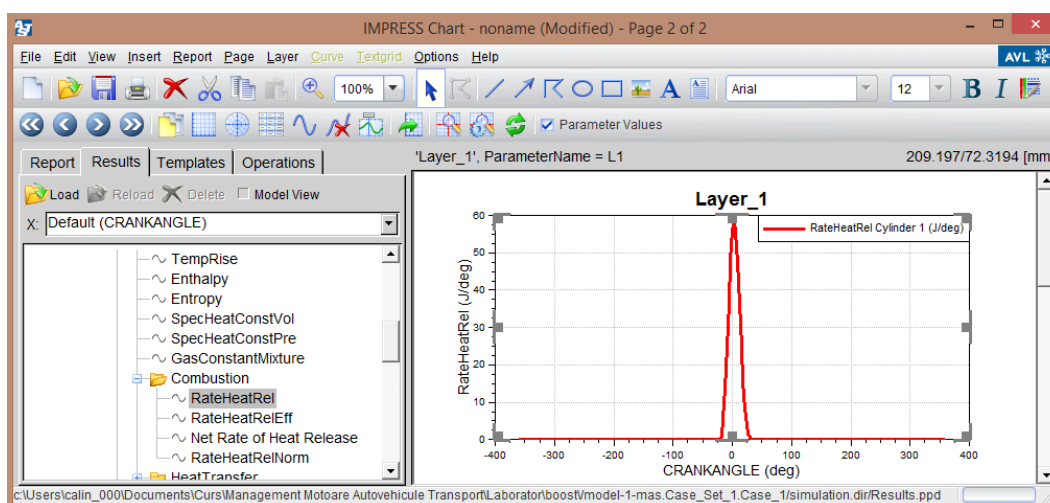 IMPRESS Chart - noname (Modified) - Page 2 of 2
File Edit View Insert Report Page Layer Curve Textgrid Options Help
AVL
100% A Arial 12 B I
Parameter Values
Report Results Templates Operations
'Layer_1', ParameterName = L1 209.197/72.3194 [mm
Load Reload Delete Model View
X: Default (CRANKANGLE)
TempRise
Enthalpy
Entropy
SpecHeatConstVol
SpecHeatConstPre
GasConstantMixture
Combustion
RateHeatRel
RateHeatRelEff
Net Rate of Heat Release
RateHeatRelNorm
HeatTransfer
Layer_1
RateHeatRel Cylinder 1 (J/deg)
RateHeatRel (J/deg)
60
50
40
30
20
10
0
-400 -300 -200 -100 0 100 200 300 400
CRANKANGLE (deg)
c:\Users\calin_000\Documents\Curs\Management Motoare Autovehicule Transport\Laborator\boost\/model-1-mas.Case_Set_1.Case_1/simulation.dir/Results.ppd